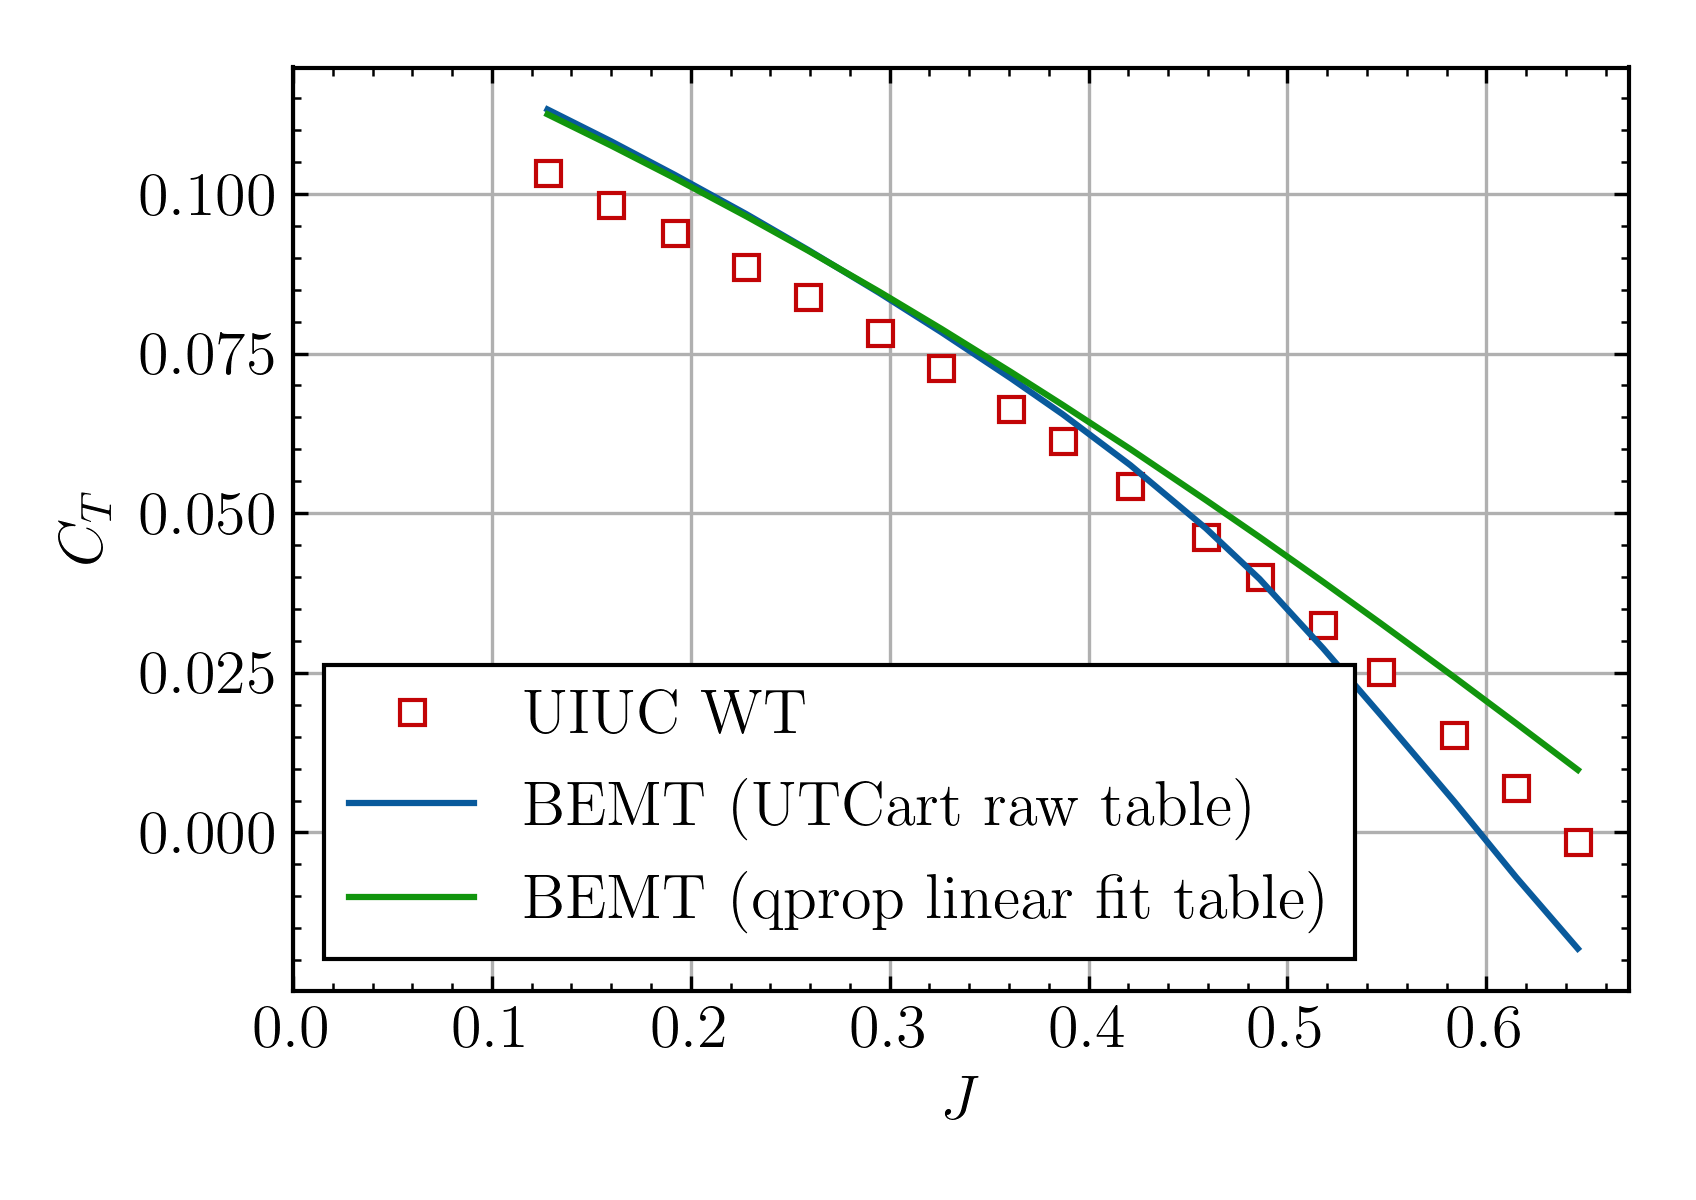 0.100
0.075
0.050
0.025
0.000
C_T
UIUC WT
BEMT (UTCart raw table)
BEMT (qprop linear fit table)
0.0 0.1 0.2 0.3 0.4 0.5 0.6
J